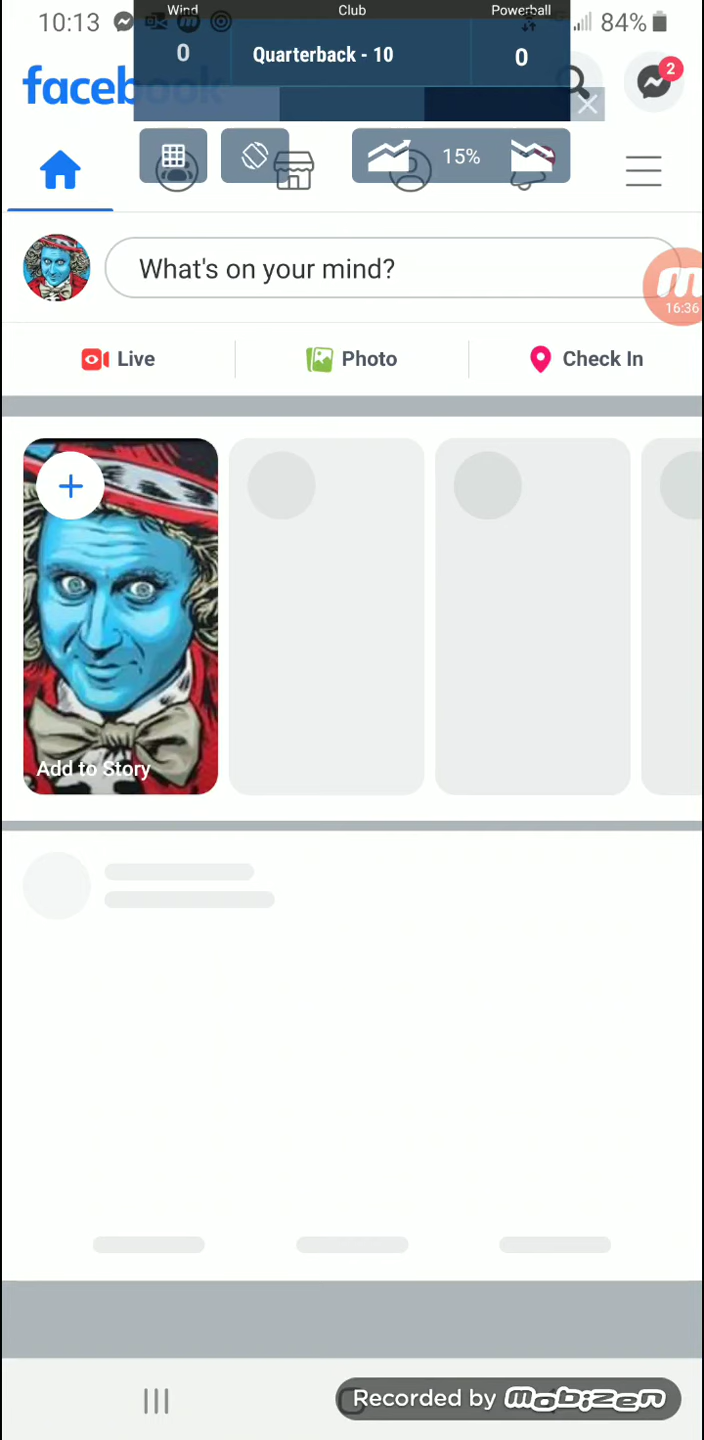 10:13
84%
Wind Club Powerball
0 Quarterback - 10 0
facebook
2
15%
What's on your mind?
16:36
Live Photo Check In
Add to Story
Recorded by mobizen